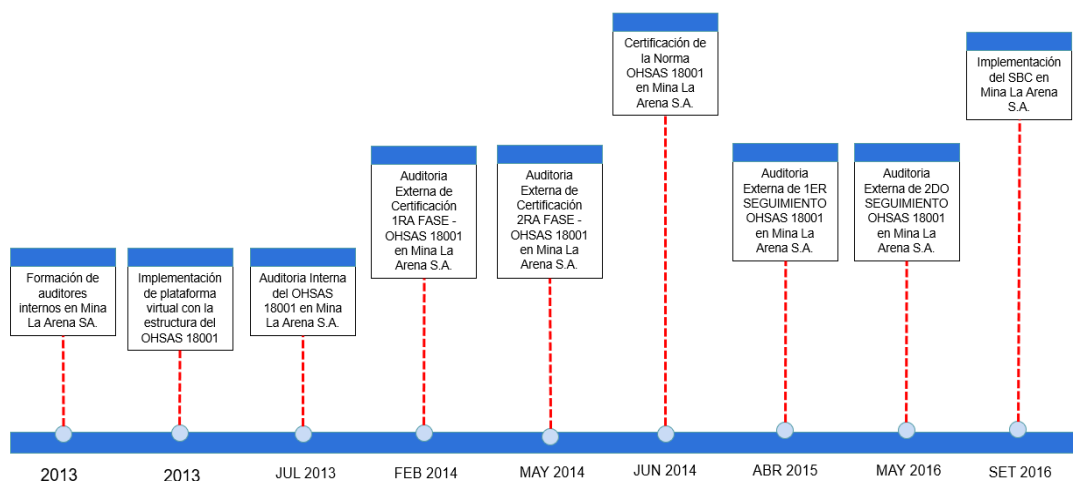 Formación de
auditores
internos en Mina
La Arena SA.
Implementación
de plataforma
virtual con la
estructura del
OHSAS 18001
Auditoria Interna
del OHSAS
18001 en Mina
La Arena S.A.
Auditoria
Externa de
Certificación
1RA FASE -
OHSAS 18001
en Mina La
Arena S.A.
Auditoria
Externa de
Certificación
2RA FASE -
OHSAS 18001
en Mina La
Arena S.A.
Certificación de
la Norma
OHSAS 18001
en Mina La
Arena S.A.
Auditoria
Externa de 1ER
SEGUIMIENTO
OHSAS 18001
en Mina La
Arena S.A.
Auditoria
Externa de 2DO
SEGUIMIENTO
OHSAS 18001
en Mina La
Arena S.A.
Implementación
del SBC en
Mina La Arena
S.A.
2013
2013
JUL 2013
FEB 2014
MAY 2014
JUN 2014
ABR 2015
MAY 2016
SET 2016